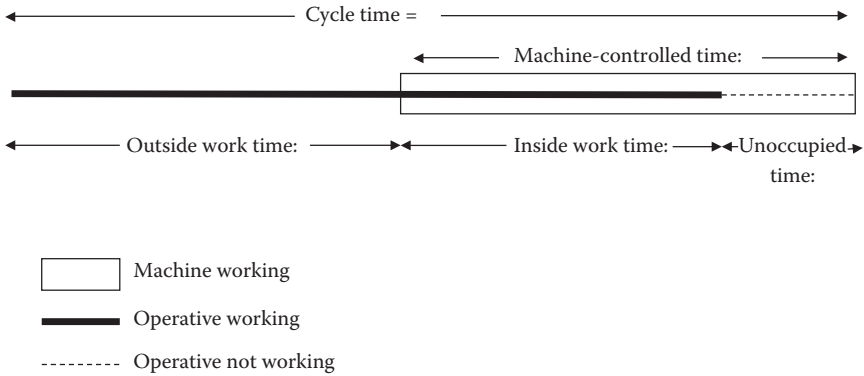 Cycle time =
Machine-controlled time:
Outside work time:
Inside work time:
Unoccupied
time:
Machine working
Operative working
Operative not working